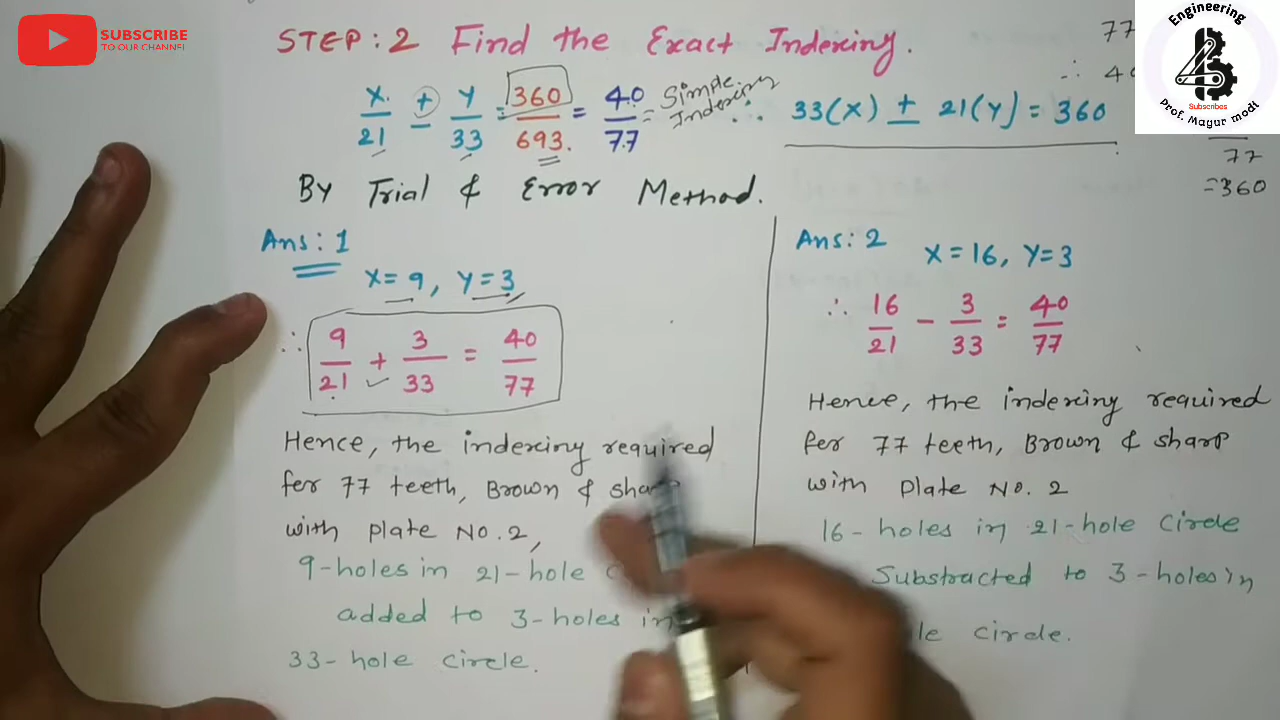 SUBSCRIBE
TO OUR CHANNEL
Engineering
Subscribes
Prof. Mayur modi
STEP:2 Find the Exact Indexing.
77
∴ 40
X/21 ± Y/33 = 360/693 = 40/77 = Simple Indexing
∴ 33(X) ± 21(Y) = 360
77
=360
By Trial & Error Method.
Ans: 1
X=9, Y=3
∴ 9/21 + 3/33 = 40/77
Hence, the indexing required
for 77 teeth, Brown & sharp
with plate No. 2,
9-holes in 21-hole
added to 3-holes in
33-hole circle.
Ans: 2
X=16, Y=3
∴ 16/21 - 3/33 = 40/77
Hence, the indexing required
for 77 teeth, Brown & sharp
with plate No. 2
16- holes in 21-hole circle
Substracted to 3-holes in
circle.